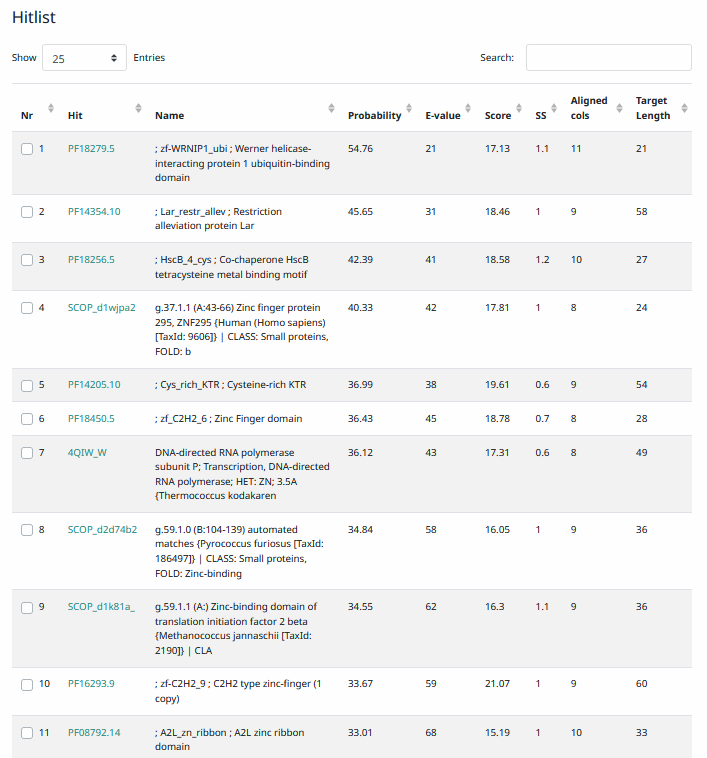 Hitlist
Show 25 Entries Search:
Nr Hit Name Probability E-value Score SS Aligned cols Target Length
1 PF18279.5 ; zf-WRNIP1_ubi ; Werner helicase- 54.76 21 17.13 1.1 11 21
interacting protein 1 ubiquitin-binding
domain
2 PF14354.10 ; Lar_restr_allev ; Restriction 45.65 31 18.46 1 9 58
alleviation protein Lar
3 PF18256.5 ; HscB_4_cys ; Co-chaperone HscB 42.39 41 18.58 1.2 10 27
tetracysteine metal binding motif
4 SCOP_d1wjpa2 g.37.1.1 (A:43-66) Zinc finger protein 40.33 42 17.81 1 8 24
295, ZNF295 {Human (Homo sapiens)
[TaxId: 9606]} | CLASS: Small proteins,
FOLD: b
5 PF14205.10 ; Cys_rich_KTR ; Cysteine-rich KTR 36.99 38 19.61 0.6 9 54
6 PF18450.5 ; zf_C2H2_6 ; Zinc Finger domain 36.43 45 18.78 0.7 8 28
7 4QIW_W DNA-directed RNA polymerase 36.12 43 17.31 0.6 8 49
subunit P; Transcription, DNA-directed
RNA polymerase; HET: ZN; 3.5A
{Thermococcus kodakaren
8 SCOP_d2d74b2 g.59.1.0 (B:104-139) automated 34.84 58 16.05 1 9 36
matches {Pyrococcus furiosus [TaxId:
186497]} | CLASS: Small proteins,
FOLD: Zinc-binding
9 SCOP_d1k81a_ g.59.1.1 (A:) Zinc-binding domain of 34.55 62 16.3 1.1 9 36
translation initiation factor 2 beta
{Methanococcus jannaschii [TaxId:
2190]} | CLA
10 PF16293.9 ; zf-C2H2_9 ; C2H2 type zinc-finger (1 33.67 59 21.07 1 9 60
copy)
11 PF08792.14 ; A2L_zn_ribbon ; A2L zinc ribbon 33.01 68 15.19 1 10 33
domain